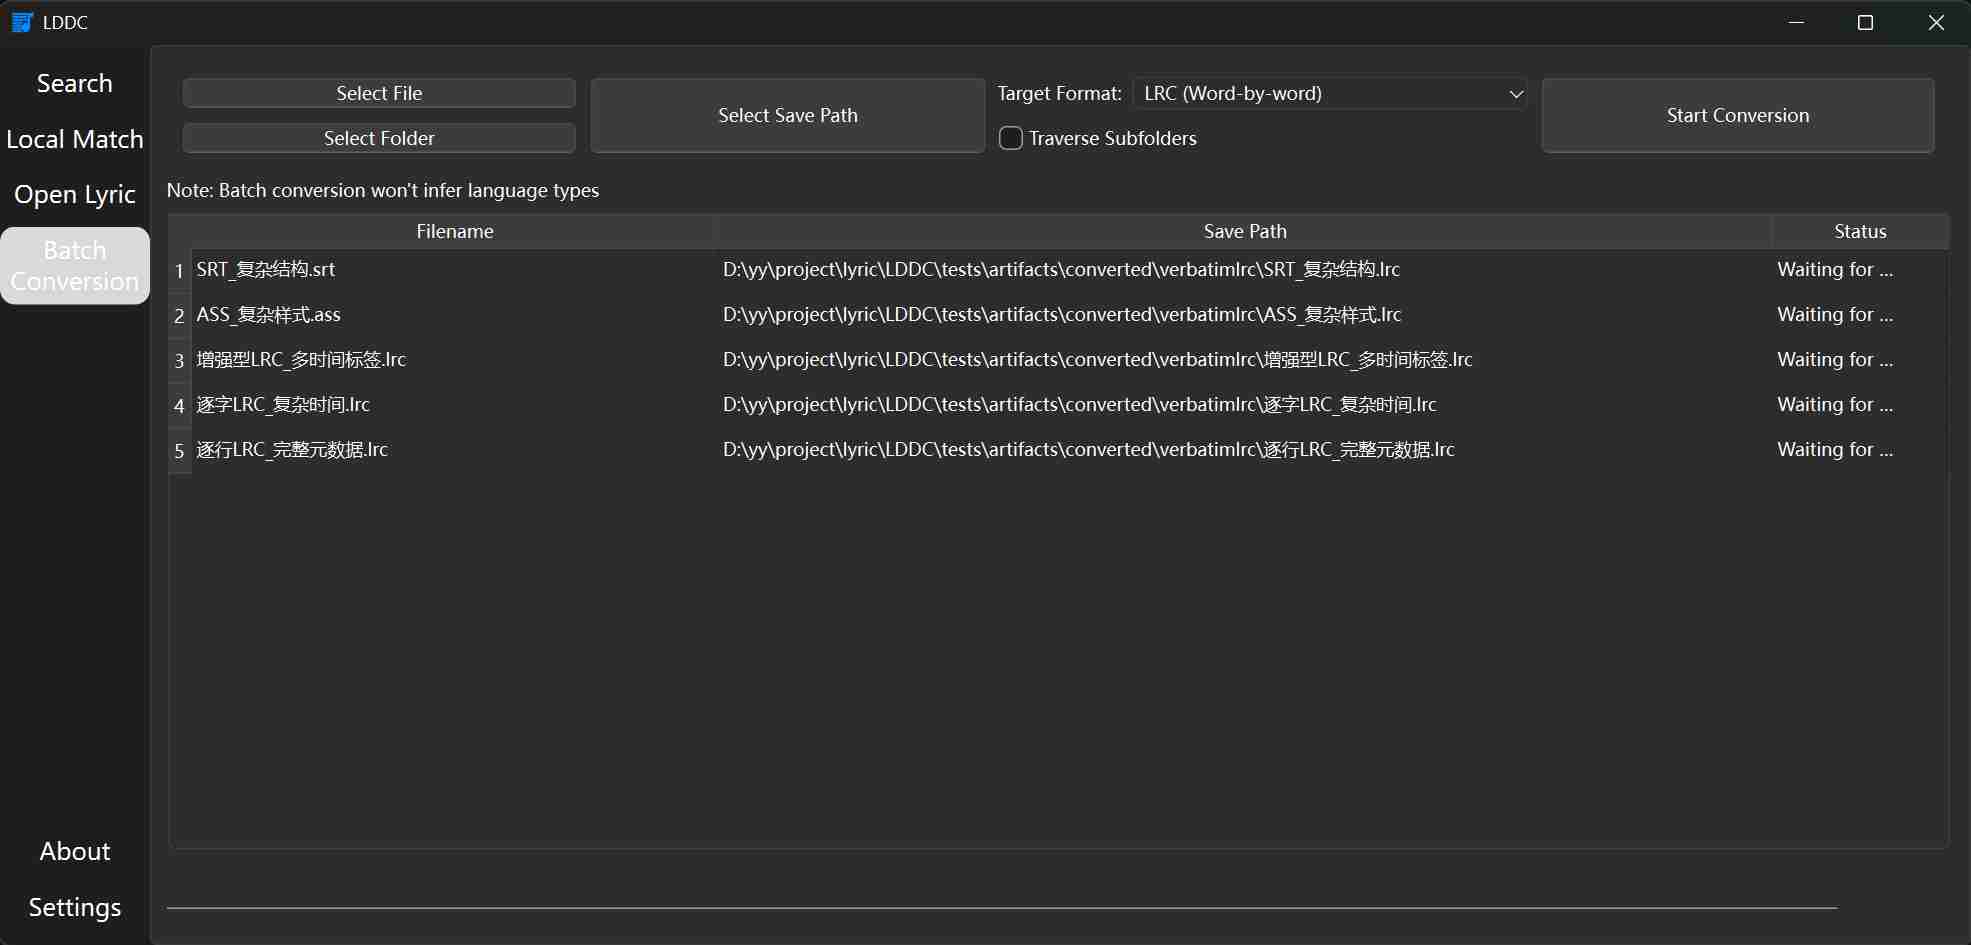 LDDC
Search
Local Match
Open Lyric
Batch
Conversion
About
Settings
Select File
Select Folder
Select Save Path
Target Format:
LRC (Word-by-word)
Traverse Subfolders
Start Conversion
Note: Batch conversion won't infer language types
Filename Save Path Status
1 SRT_复杂结构.srt D:\yy\project\lyric\LDDC\tests\artifacts\converted\verbatimlrc\SRT_复杂结构.lrc Waiting for ...
2 ASS_复杂样式.ass D:\yy\project\lyric\LDDC\tests\artifacts\converted\verbatimlrc\ASS_复杂样式.lrc Waiting for ...
3 增强型LRC_多时间标签.lrc D:\yy\project\lyric\LDDC\tests\artifacts\converted\verbatimlrc\增强型LRC_多时间标签.lrc Waiting for ...
4 逐字LRC_复杂时间.lrc D:\yy\project\lyric\LDDC\tests\artifacts\converted\verbatimlrc\逐字LRC_复杂时间.lrc Waiting for ...
5 逐行LRC_完整元数据.lrc D:\yy\project\lyric\LDDC\tests\artifacts\converted\verbatimlrc\逐行LRC_完整元数据.lrc Waiting for ...